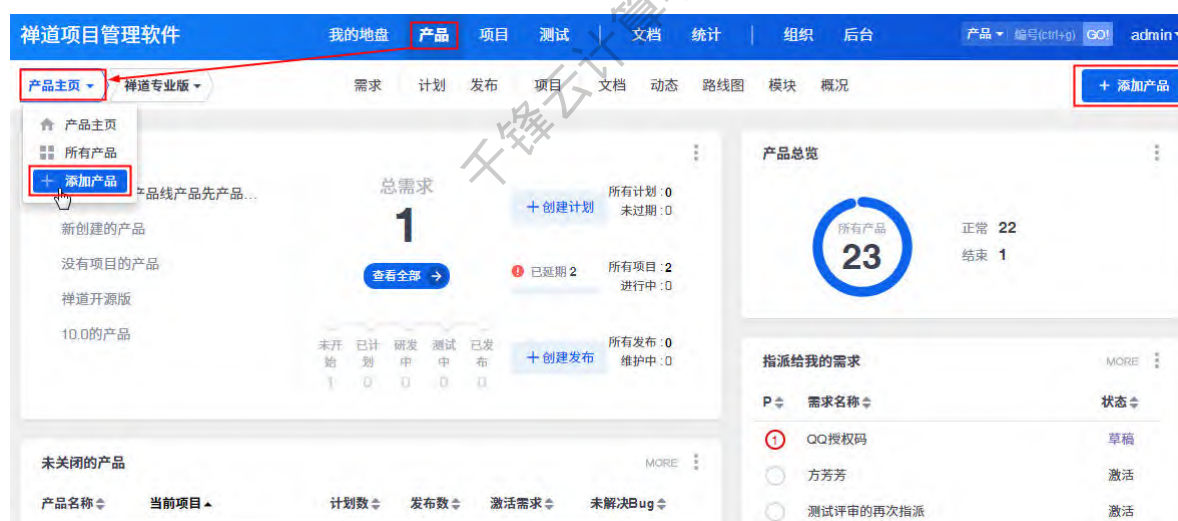 禅道项目管理软件 我的地盘 产品 项目 测试 | 文档 统计 | 组织 后台 产品 编号(ctrl+g) GO! admin
产品主页 禅道专业版 需求 计划 发布 项目 文档 动态 路线图 模块 概况 + 添加产品
产品主页
所有产品
+ 添加产品
产品线产品先产品...
新创建的产品
没有项目的产品
禅道开源版
10.0的产品
总需求
1
查看全部
未开始 已计划 研发中 测试中 已发布
1 0 0 0 0
+创建计划 所有计划:0
未过期:0
已延期 2 所有项目:2
进行中:0
+创建发布 所有发布:0
维护中:0
产品总览
所有产品
23
正常 22
结束 1
指派给我的需求 MORE
P 需求名称 状态
1 QQ授权码 草稿
方芳芳 激活
测试评审的再次指派 激活
未关闭的产品 MORE
产品名称 当前项目 计划数 发布数 激活需求 未解决Bug
千锋云计算